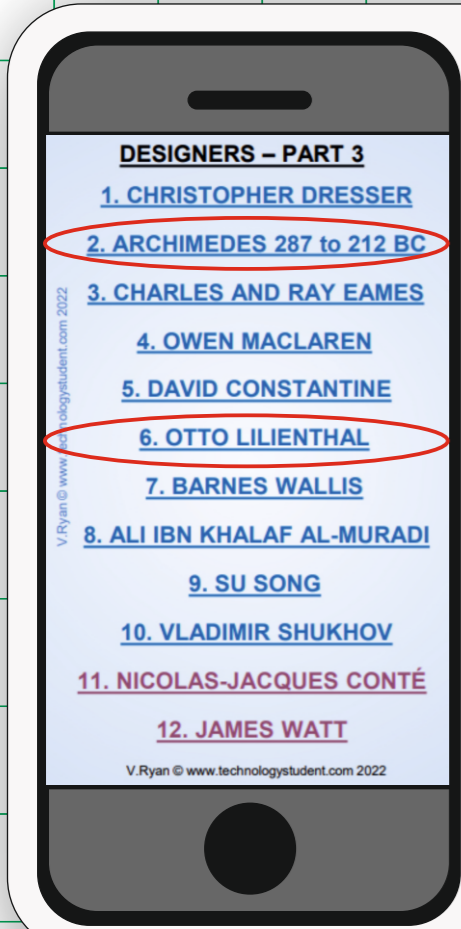 DESIGNERS – PART 3
1. CHRISTOPHER DRESSER
2. ARCHIMEDES 287 to 212 BC
3. CHARLES AND RAY EAMES
4. OWEN MACLAREN
5. DAVID CONSTANTINE
6. OTTO LILIENTHAL
7. BARNES WALLIS
8. ALI IBN KHALAF AL-MURADI
9. SU SONG
10. VLADIMIR SHUKHOV
11. NICOLAS-JACQUES CONTÉ
12. JAMES WATT
V.Ryan © www.technologystudent.com 2022
V.Ryan © www.technologystudent.com 2022